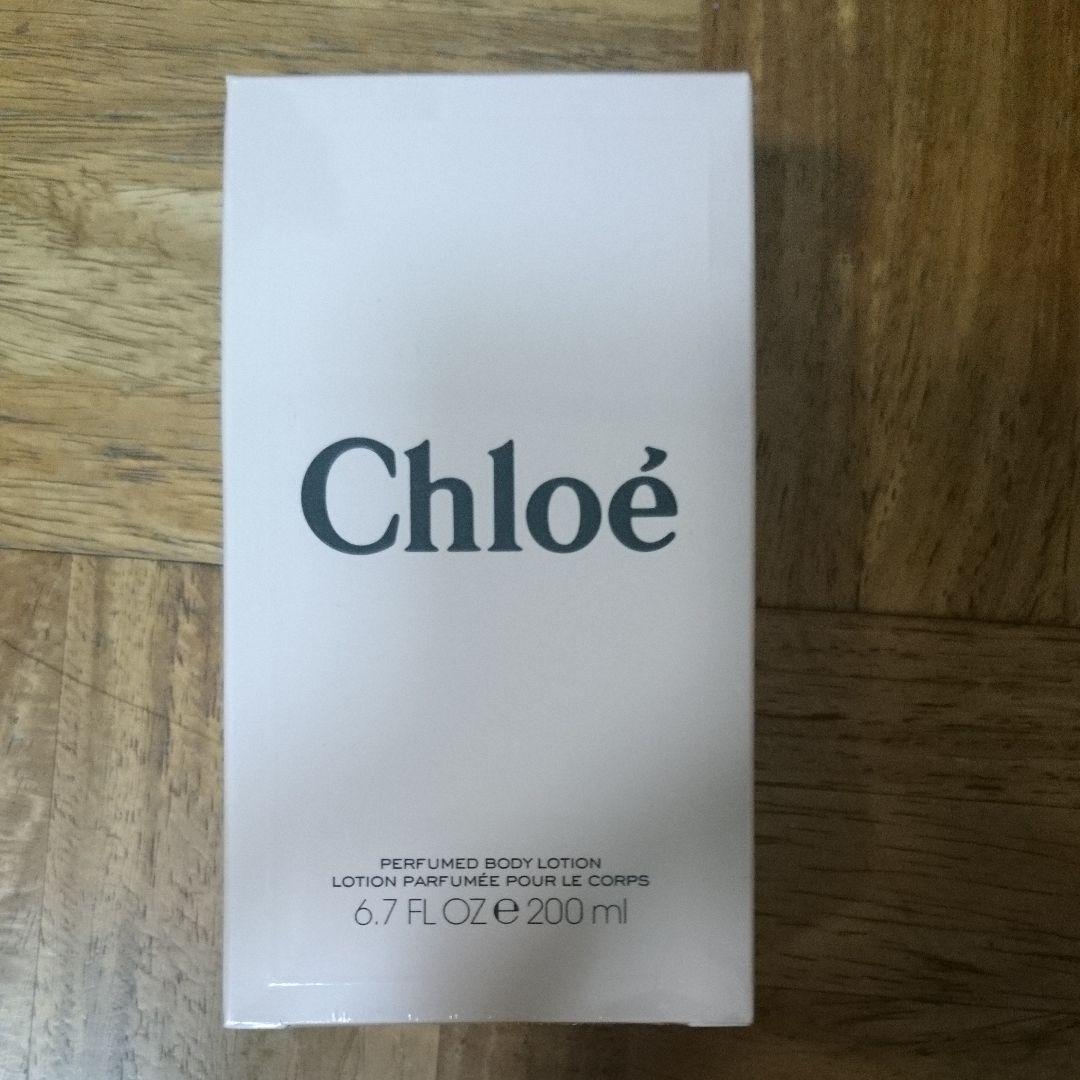 Chloé
PERFUMED BODY LOTION
LOTION PARFUMÉE POUR LE CORPS
6.7 FL OZ ℮ 200 ml